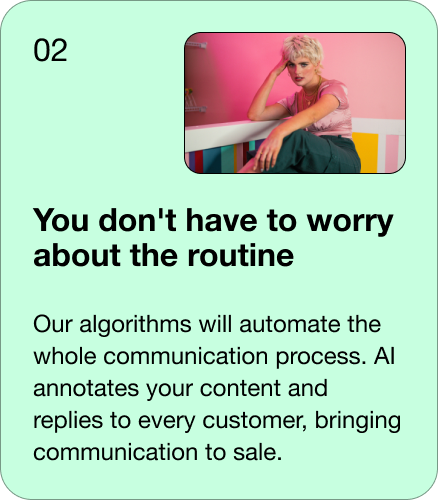 02
You don't have to worry
about the routine
Our algorithms will automate the
whole communication process. AI
annotates your content and
replies to every customer, bringing
communication to sale.